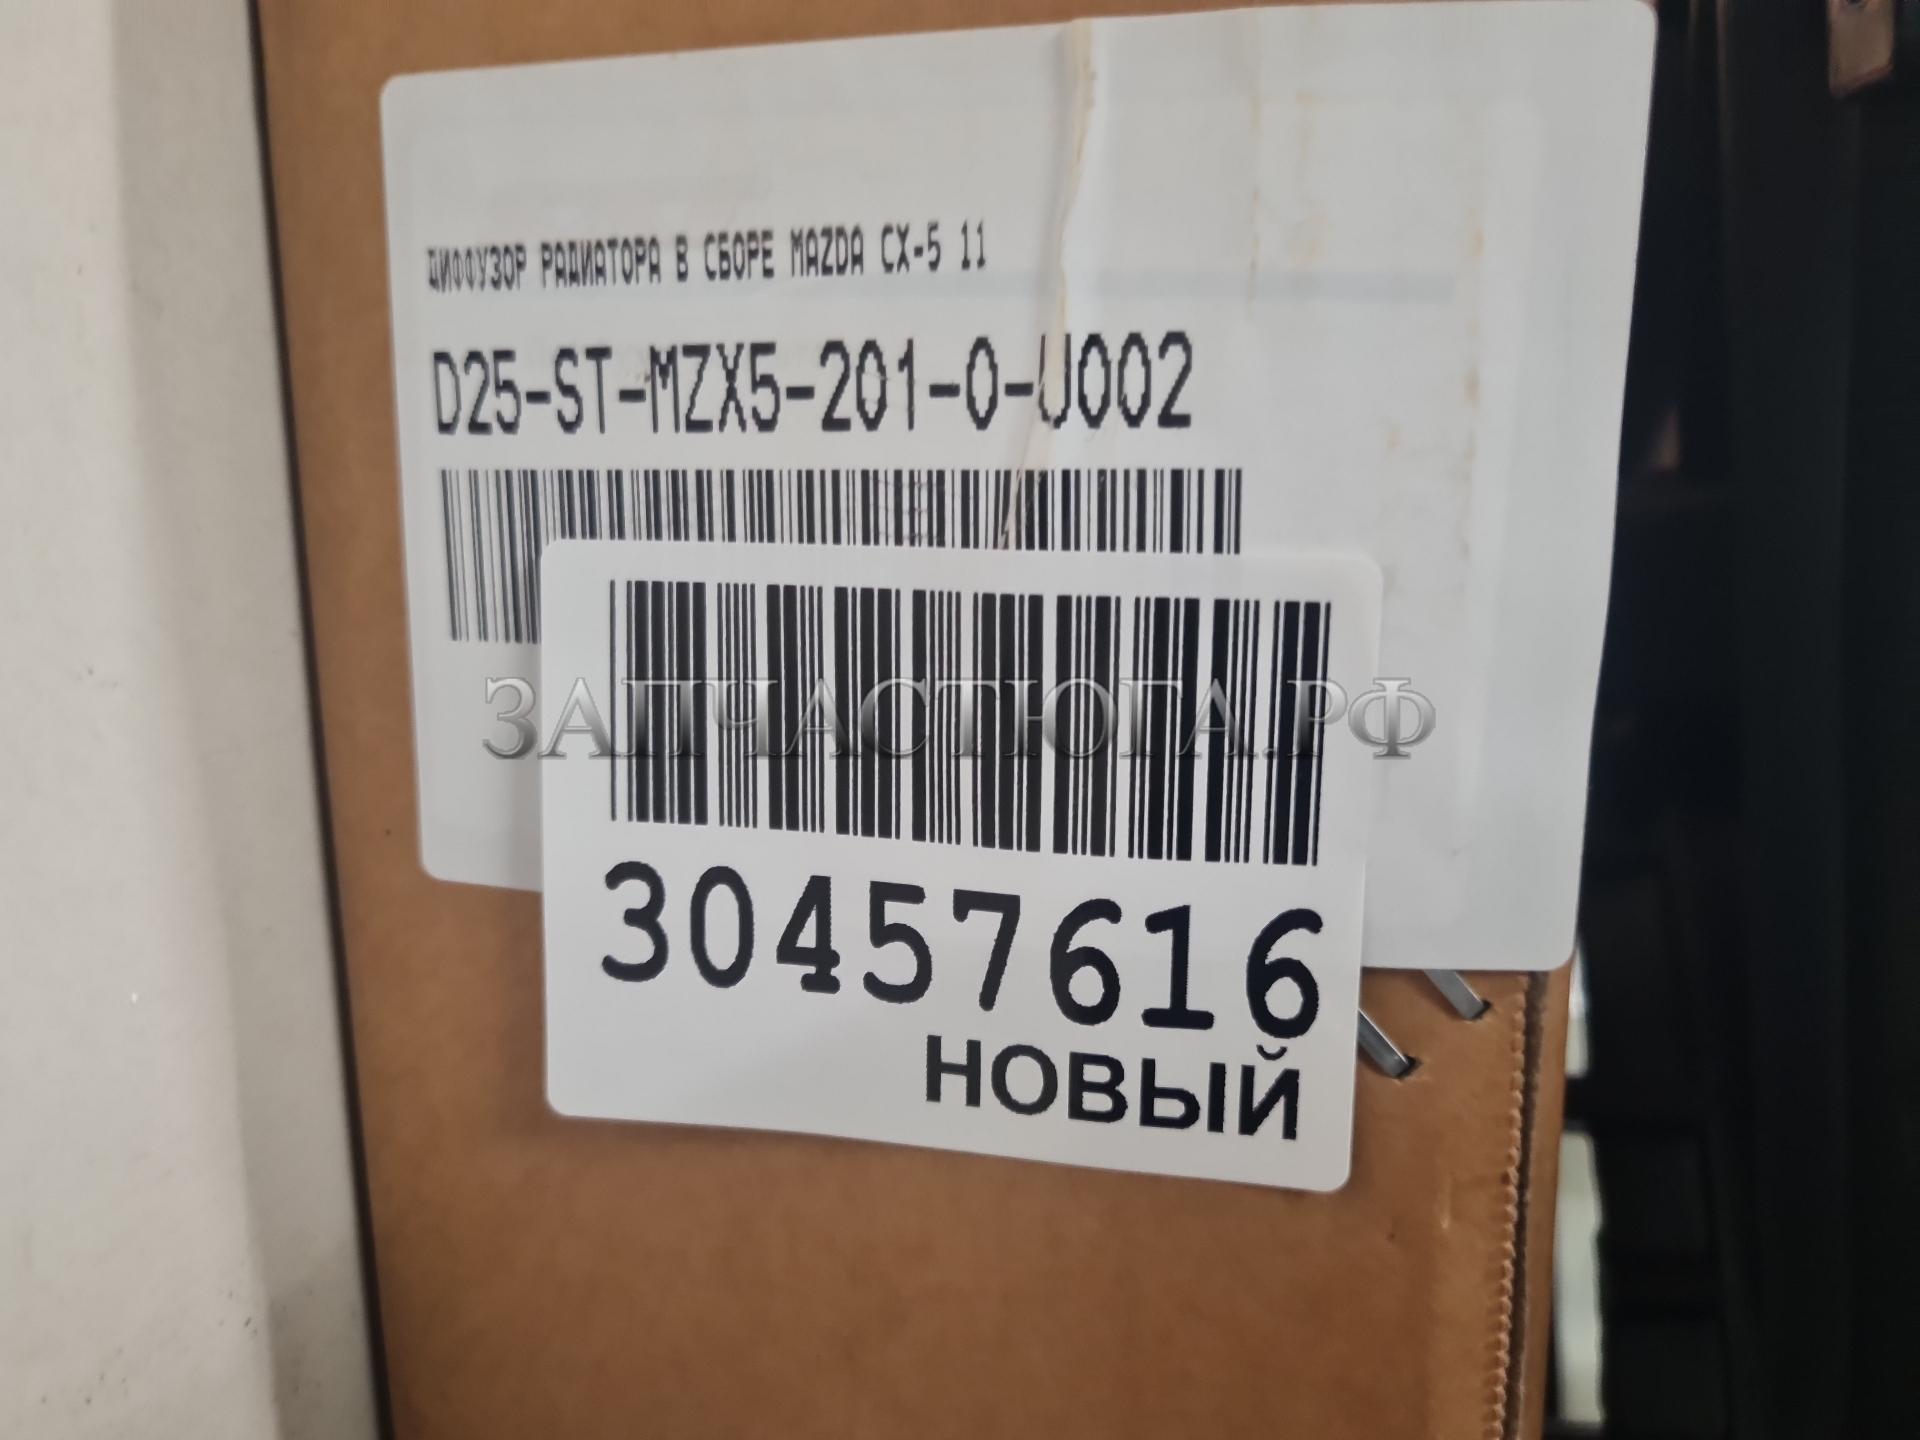 ДИФФУЗОР РАДИАТОРА В СБОРЕ MAZDA CX-5 11
D25-ST-MZX5-201-0-U002
ЗАПЧАСТЮГА.РФ
30457616
НОВЫЙ